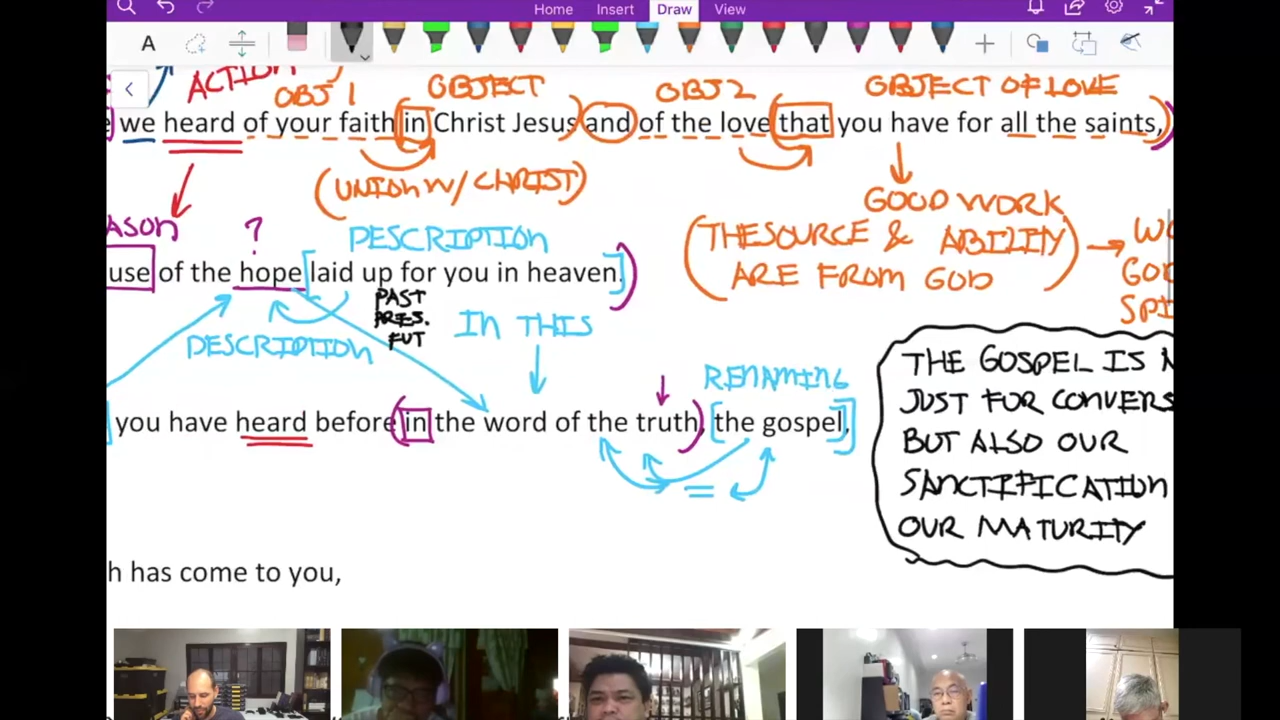 Home Insert Draw View
A
ACTION
OBJ 1 OBJECT OBJ 2 OBJECT OF LOVE
we heard of your faith in Christ Jesus and of the love that you have for all the saints,
(UNION W/ CHRIST)
GOOD WORK
ASON ? DESCRIPTION
(THE SOURCE & ABILITY) → WO
use of the hope laid up for you in heaven.
ARE FROM GOD GOD
PAST
PRES. IN THIS SPI
FUT
DESCRIPTION
THE GOSPEL IS N
RENAMING
JUST FOR CONVERS
you have heard before (in the word of the truth), [the gospel,]
BUT ALSO OUR
SANCTIFICATION
=
OUR MATURITY
h has come to you,